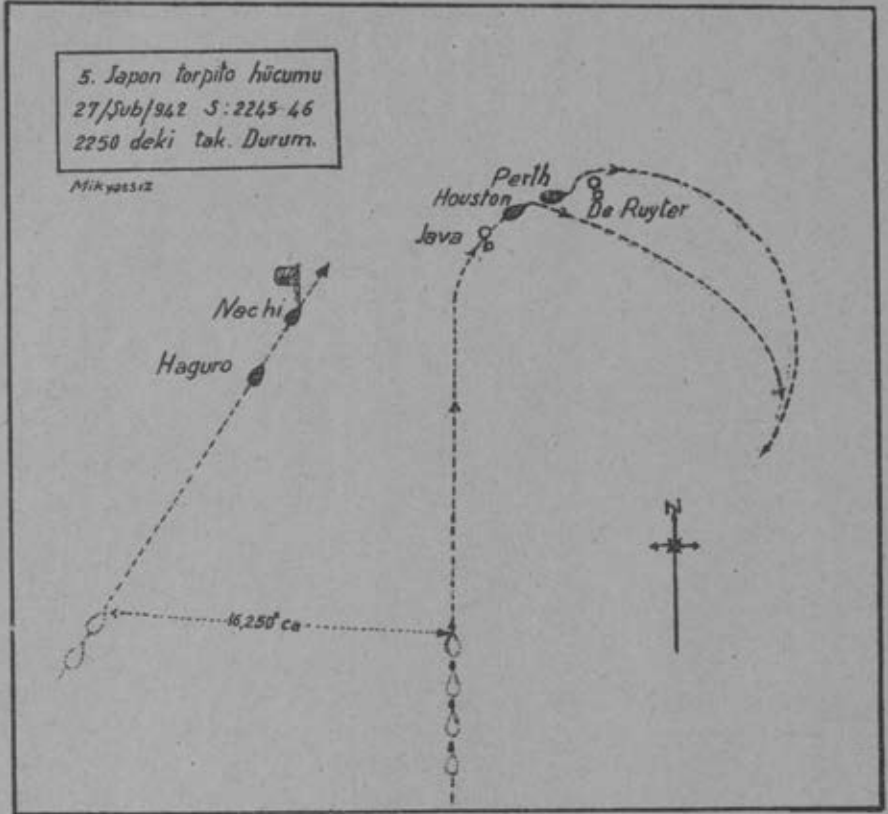 5. Japon torpito hücumu
27/Şub/942 S:2245-46
2250 deki tak. Durum.
Mikyassız
Perth
Houston
De Ruyter
Java
Nachi
Haguro
N
16,250ˣ ca